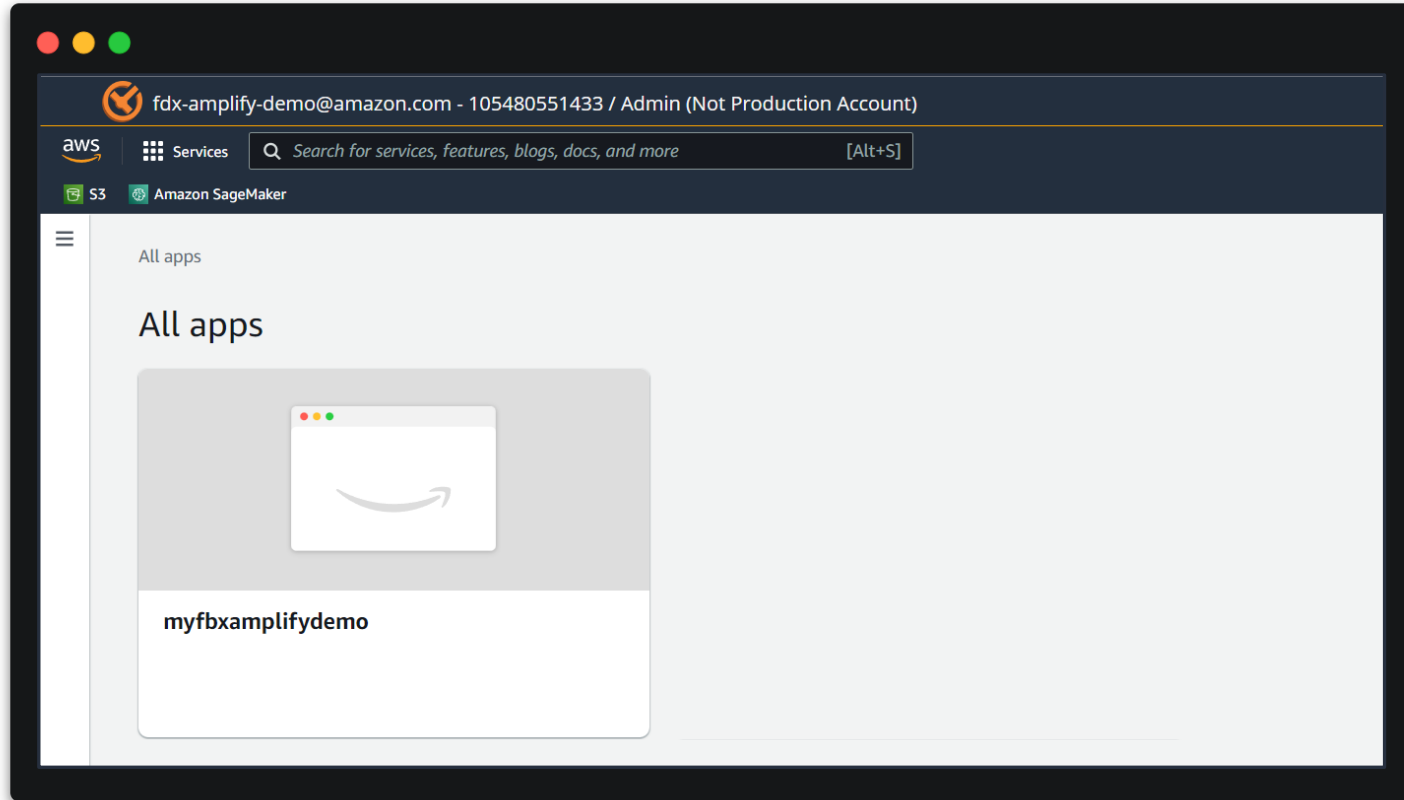 fdx-amplify-demo@amazon.com - 105480551433 / Admin (Not Production Account)
aws Services Search for services, features, blogs, docs, and more [Alt+S]
S3 Amazon SageMaker
All apps
All apps
myfbxamplifydemo